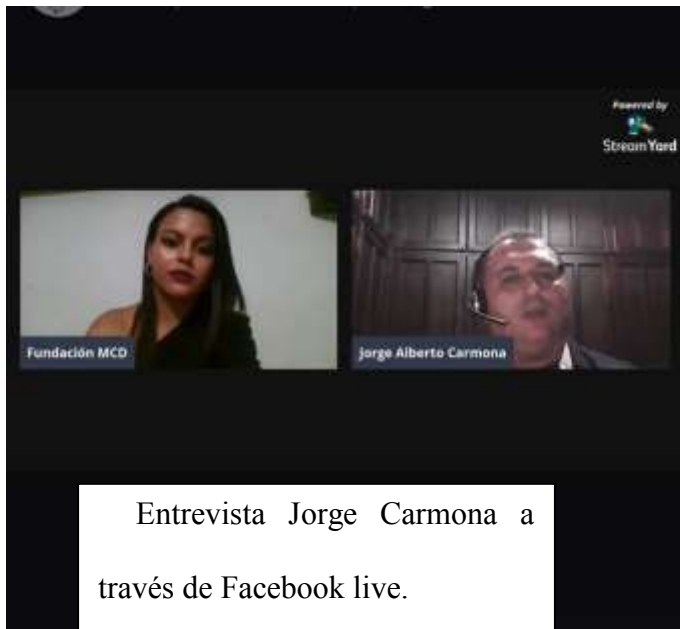 Powered by
StreamYard
Fundación MCD
Jorge Alberto Carmona
Entrevista Jorge Carmona a
través de Facebook live.